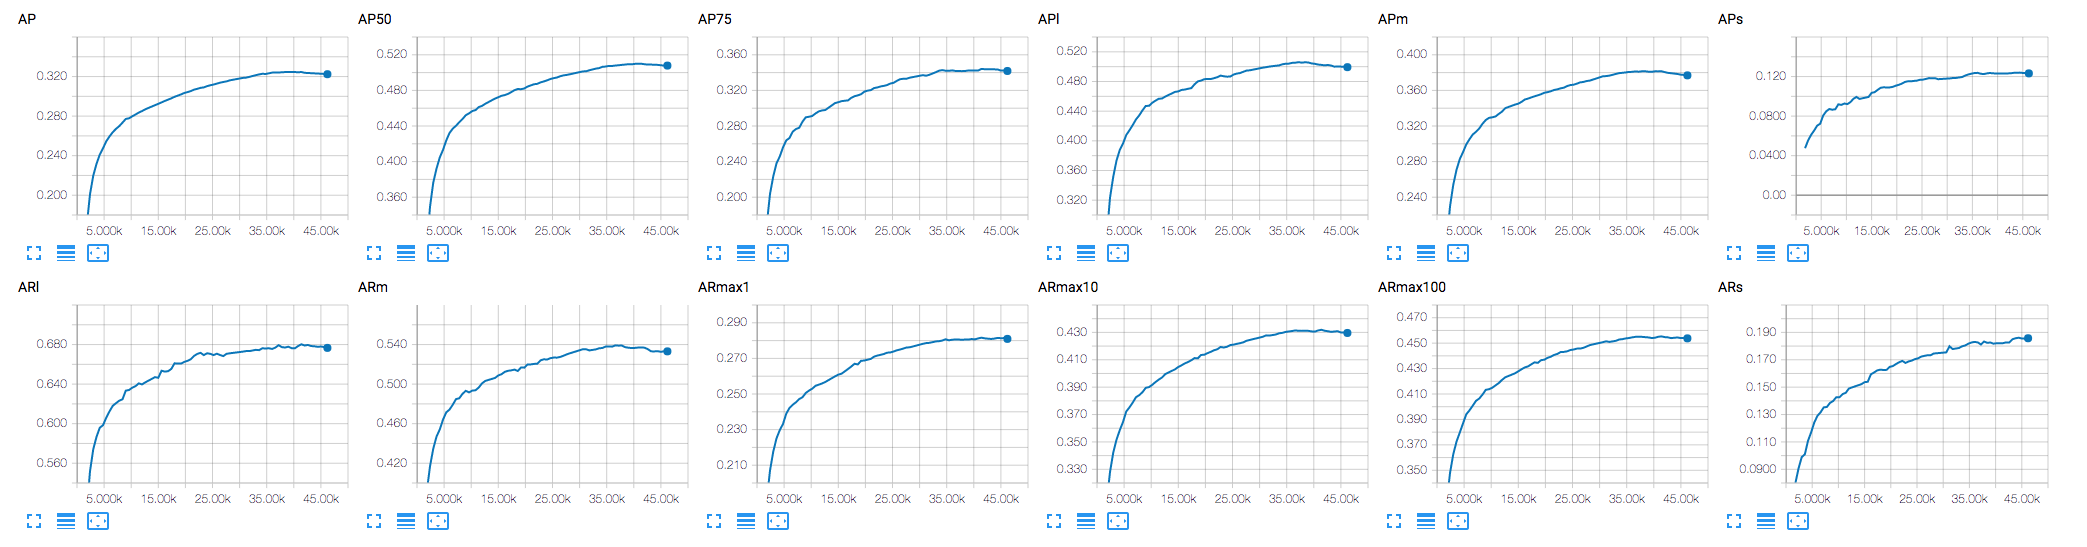 AP AP50 AP75 APl APm APs
0.320 0.280 0.240 0.200
5.000k 15.00k 25.00k 35.00k 45.00k
0.520 0.480 0.440 0.400 0.360
5.000k 15.00k 25.00k 35.00k 45.00k
0.360 0.320 0.280 0.240 0.200
5.000k 15.00k 25.00k 35.00k 45.00k
0.520 0.480 0.440 0.400 0.360 0.320
5.000k 15.00k 25.00k 35.00k 45.00k
0.400 0.360 0.320 0.280 0.240
5.000k 15.00k 25.00k 35.00k 45.00k
0.120 0.0800 0.0400 0.00
5.000k 15.00k 25.00k 35.00k 45.00k
ARl ARm ARmax1 ARmax10 ARmax100 ARs
0.680 0.640 0.600 0.560
5.000k 15.00k 25.00k 35.00k 45.00k
0.540 0.500 0.460 0.420
5.000k 15.00k 25.00k 35.00k 45.00k
0.290 0.270 0.250 0.230 0.210
5.000k 15.00k 25.00k 35.00k 45.00k
0.430 0.410 0.390 0.370 0.350 0.330
5.000k 15.00k 25.00k 35.00k 45.00k
0.470 0.450 0.430 0.410 0.390 0.370 0.350
5.000k 15.00k 25.00k 35.00k 45.00k
0.190 0.170 0.150 0.130 0.110 0.0900
5.000k 15.00k 25.00k 35.00k 45.00k